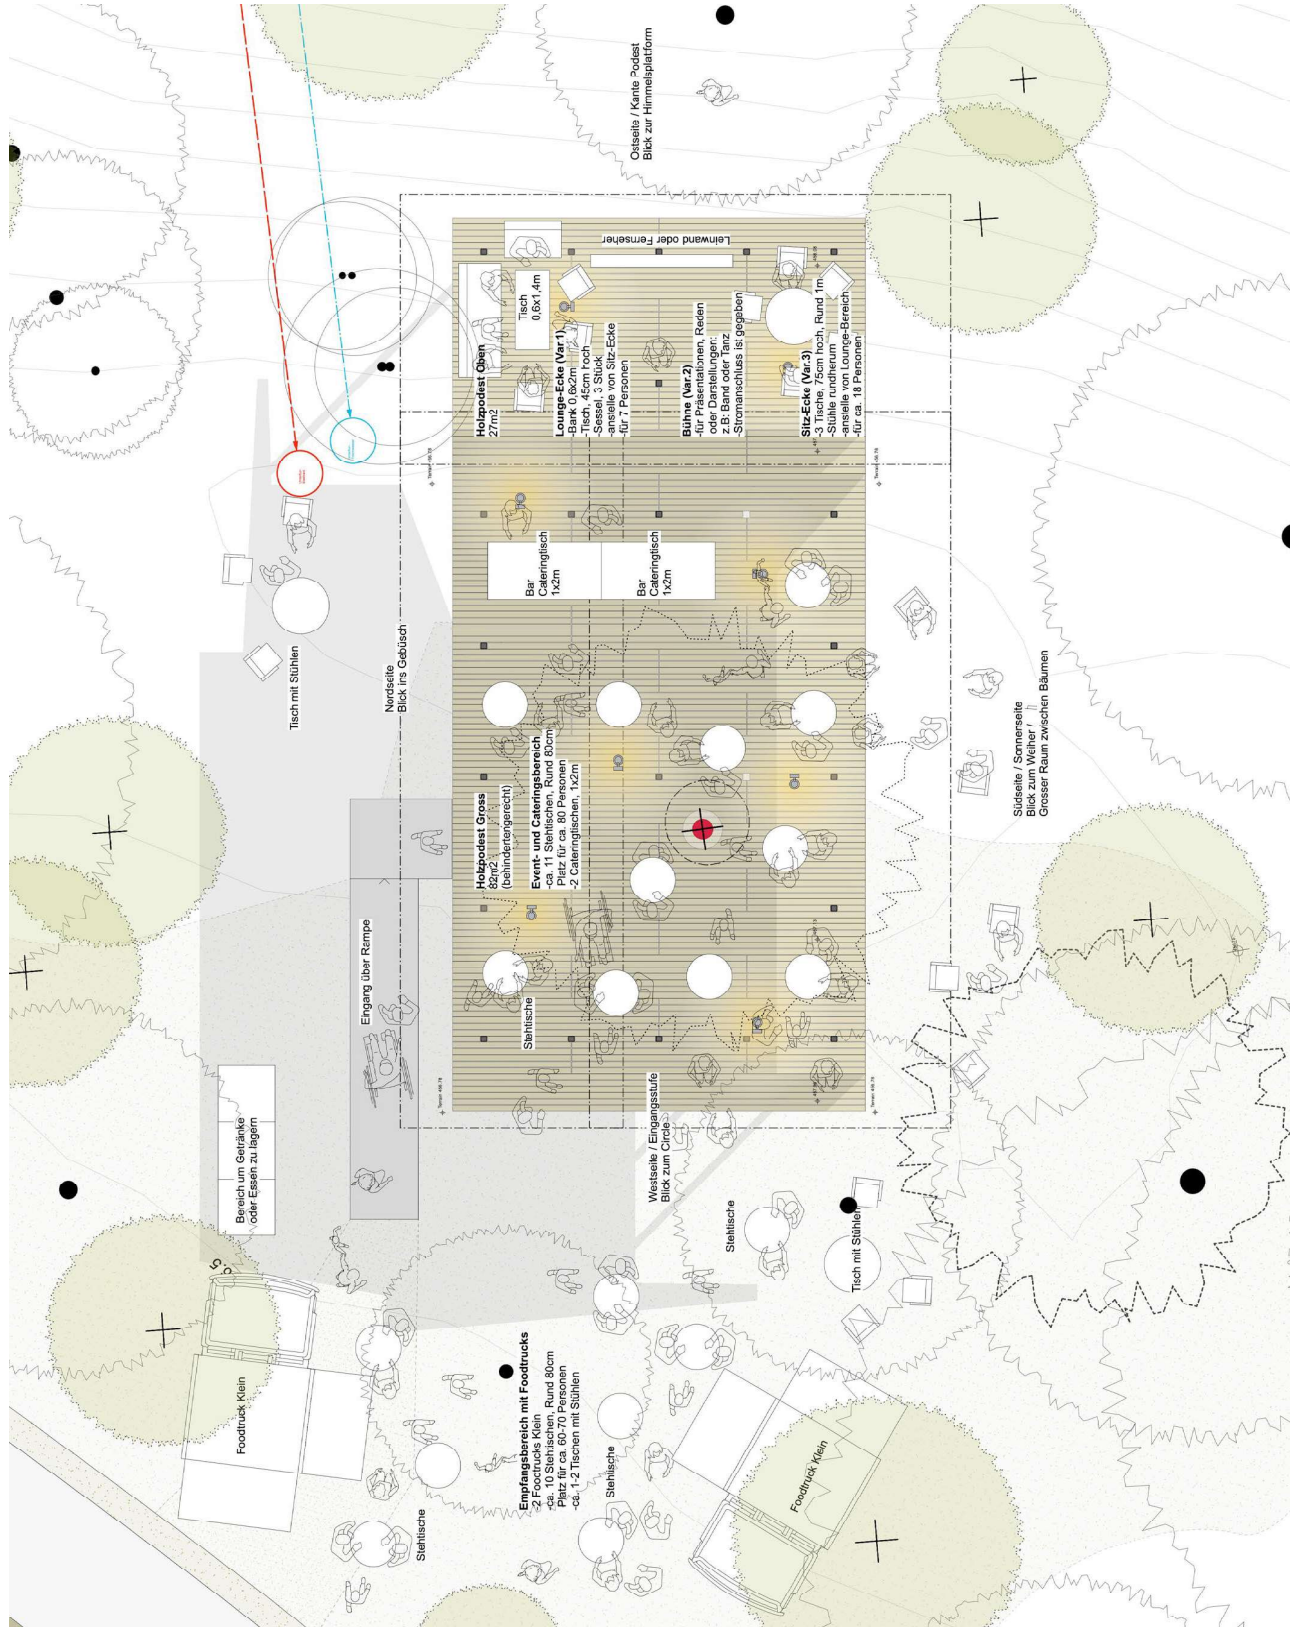 Ostseite / Kante Podest
Blick zur Himmelsplatform
Leinwand oder Fernseher
Tisch
0,6x1,4m
Holzpodest Oben
27m2
Lounge-Ecke (Var.1)
-Bank 0.6x2m
-Tisch, 45cm hoch
-Sessel, 3 Stück
-anstelle von Sitz-Ecke
-für 7 Personen
Bühne (Var.2)
-für Präsentationen, Reden
oder Darstellungen:
z.B: Band oder Tanz
-Stromanschluss ist gegeben
Sitz-Ecke (Var.3)
-3 Tische, 75cm hoch, Rund 1m
-Stühle rundherum
-anstelle von Lounge-Bereich
-für ca. 18 Personen
Bar
Cateringtisch
1x2m
Bar
Cateringtisch
1x2m
Tisch mit Stühlen
Nordseite
Blick ins Gebüsch
Südseite / Sonnenseite
Blick zum Weiher
Grosser Raum zwischen Bäumen
Holzpodest Gross
82m2
(behindertengerecht)
Event- und Cateringsbereich
-ca. 11 Stehtischen, Rund 80cm
Platz für ca. 80 Personen
-2 Cateringtischen, 1x2m
Eingang über Rampe
Stehtische
Terrain 456.78
Terrain 456.78
Bereich um Getränke
oder Essen zu lagern
Westseite / Eingangsstufe
Blick zum Circle
Stehtische
Tisch mit Stühlen
Foodtruck Klein
Empfangsbereich mit Foodtrucks
-2 Foodtrucks Klein
-ca. 10 Stehtischen, Rund 80cm
Platz für ca. 60-70 Personen
-ca. 1-2 Tischen mit Stühlen
Stehtische
Stehtische
Foodtruck Klein